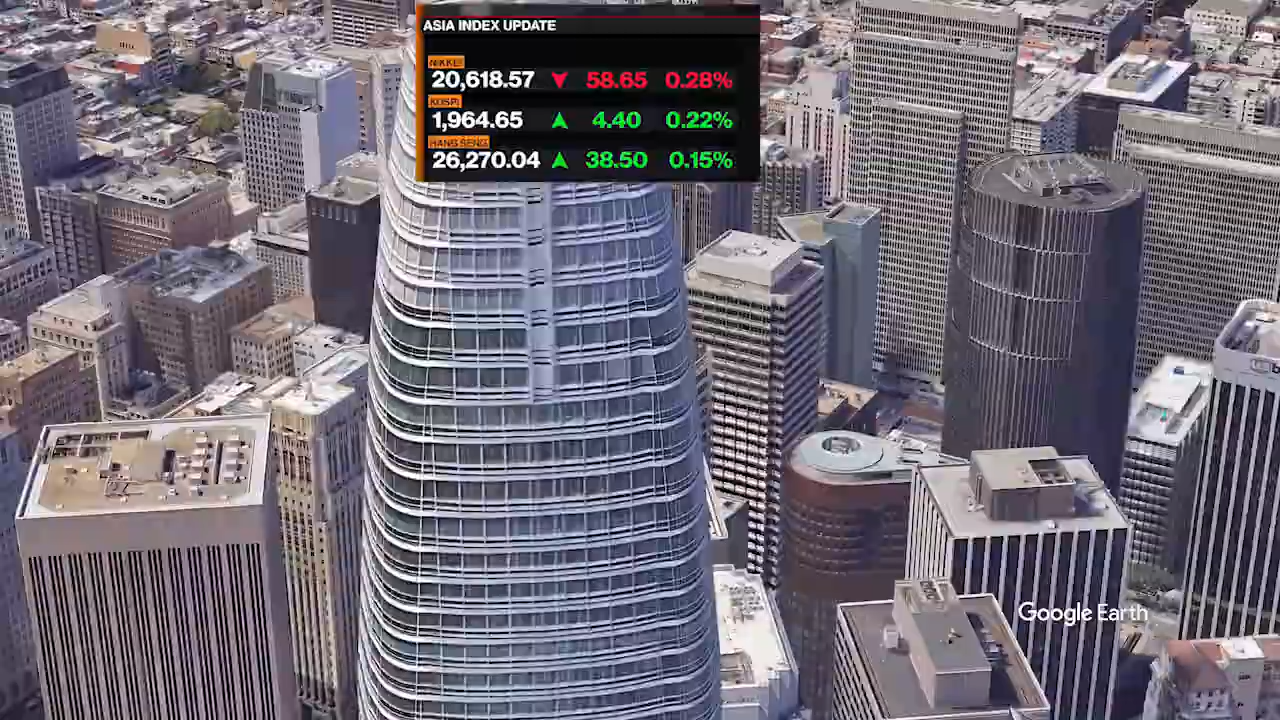 ASIA INDEX UPDATE
NIKKEI
20,618.57 ▼ 58.65 0.28%
KOSPI
1,964.65 ▲ 4.40 0.22%
HANG SENG
26,270.04 ▲ 38.50 0.15%
Google Earth